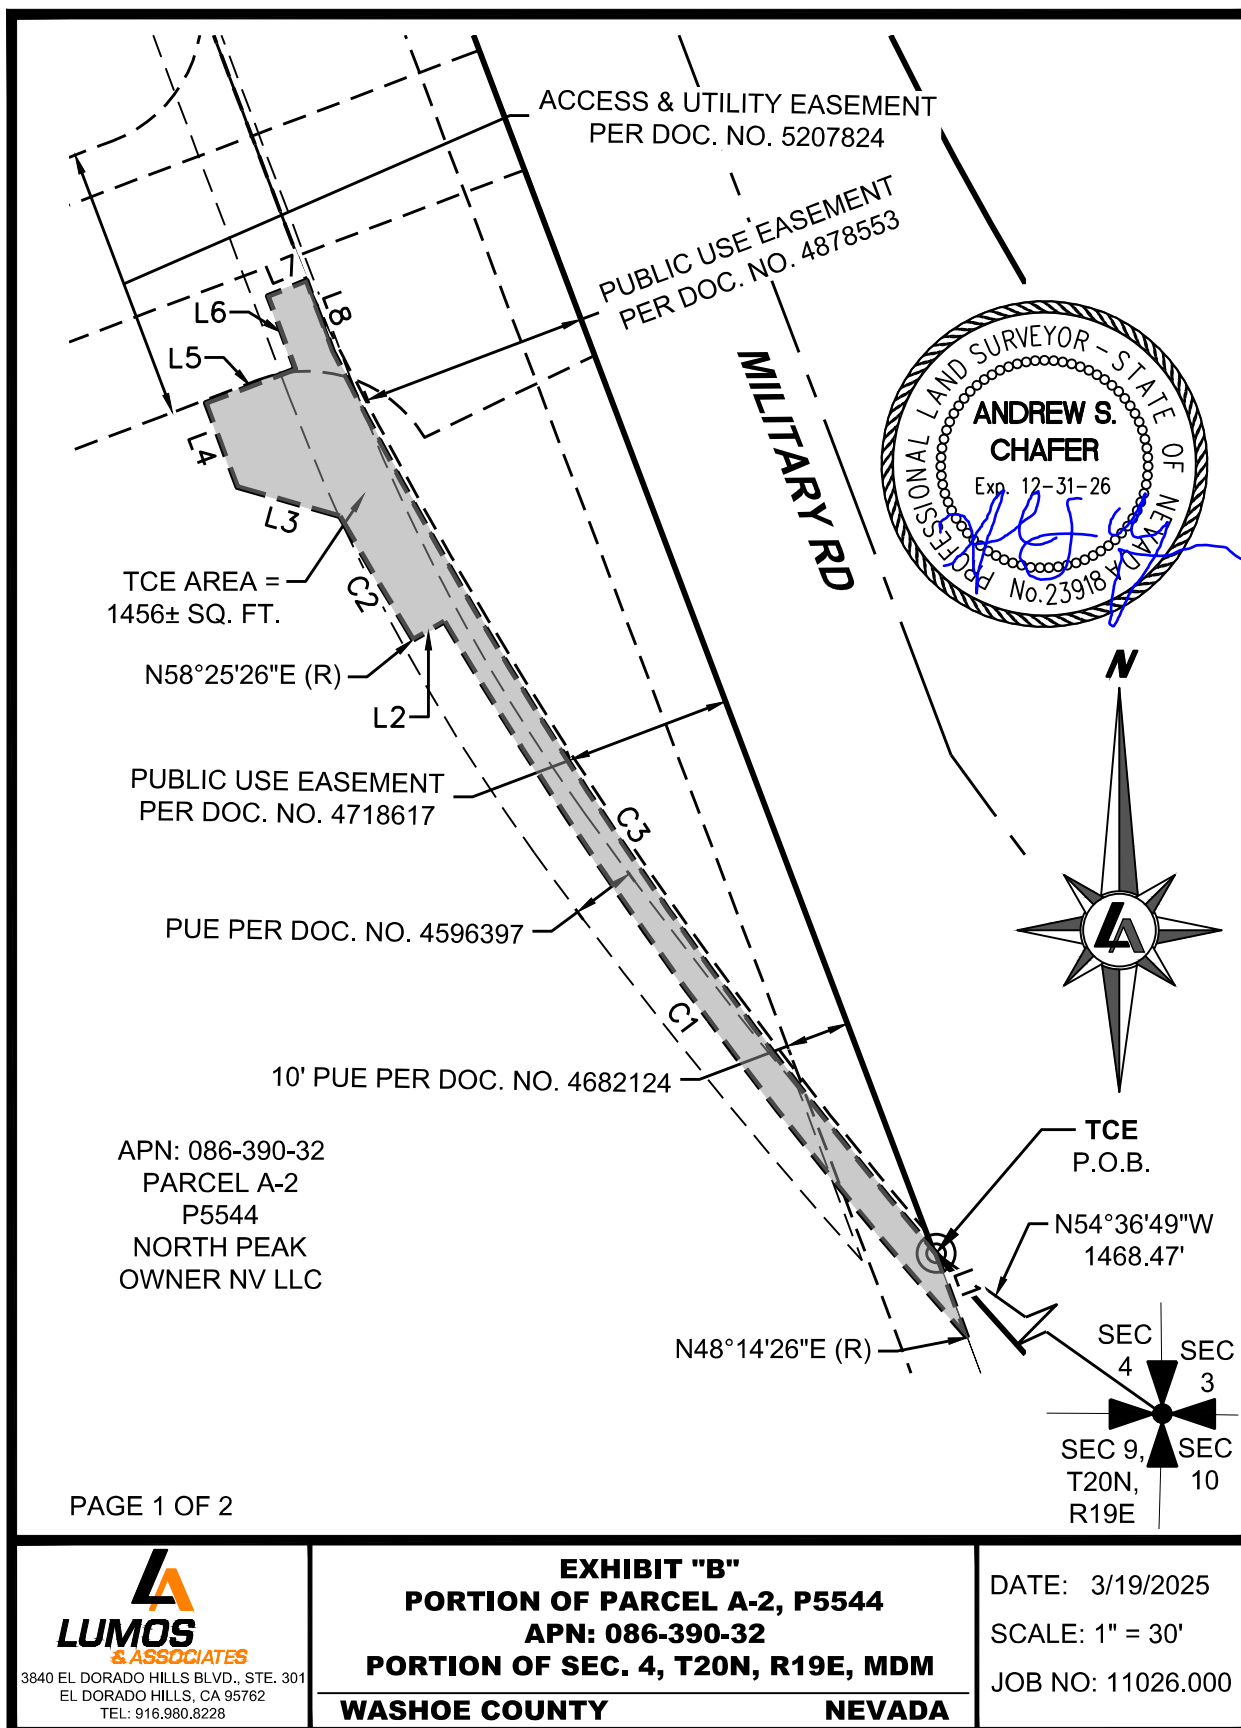 ACCESS & UTILITY EASEMENT
PER DOC. NO. 5207824
PUBLIC USE EASEMENT
PER DOC. NO. 4878553
L7
L8
L6
L5
L4
L3
MILITARY RD
PROFESSIONAL LAND SURVEYOR - STATE OF NEVADA
ANDREW S.
CHAFER
Exp. 12-31-26
No. 23918
TCE AREA =
1456± SQ. FT.
C2
N58°25'26"E (R)
L2
N
PUBLIC USE EASEMENT
PER DOC. NO. 4718617
C3
PUE PER DOC. NO. 4596397
LA
C1
10' PUE PER DOC. NO. 4682124
APN: 086-390-32
PARCEL A-2
P5544
NORTH PEAK
OWNER NV LLC
TCE
P.O.B.
N54°36'49"W
1468.47'
L1
N48°14'26"E (R)
SEC
4
SEC
3
SEC 9,
T20N,
R19E
SEC
10
PAGE 1 OF 2
LA
LUMOS
& ASSOCIATES
3840 EL DORADO HILLS BLVD., STE. 301
EL DORADO HILLS, CA 95762
TEL: 916.980.8228
EXHIBIT "B"
PORTION OF PARCEL A-2, P5544
APN: 086-390-32
PORTION OF SEC. 4, T20N, R19E, MDM
WASHOE COUNTY NEVADA
DATE: 3/19/2025
SCALE: 1" = 30'
JOB NO: 11026.000